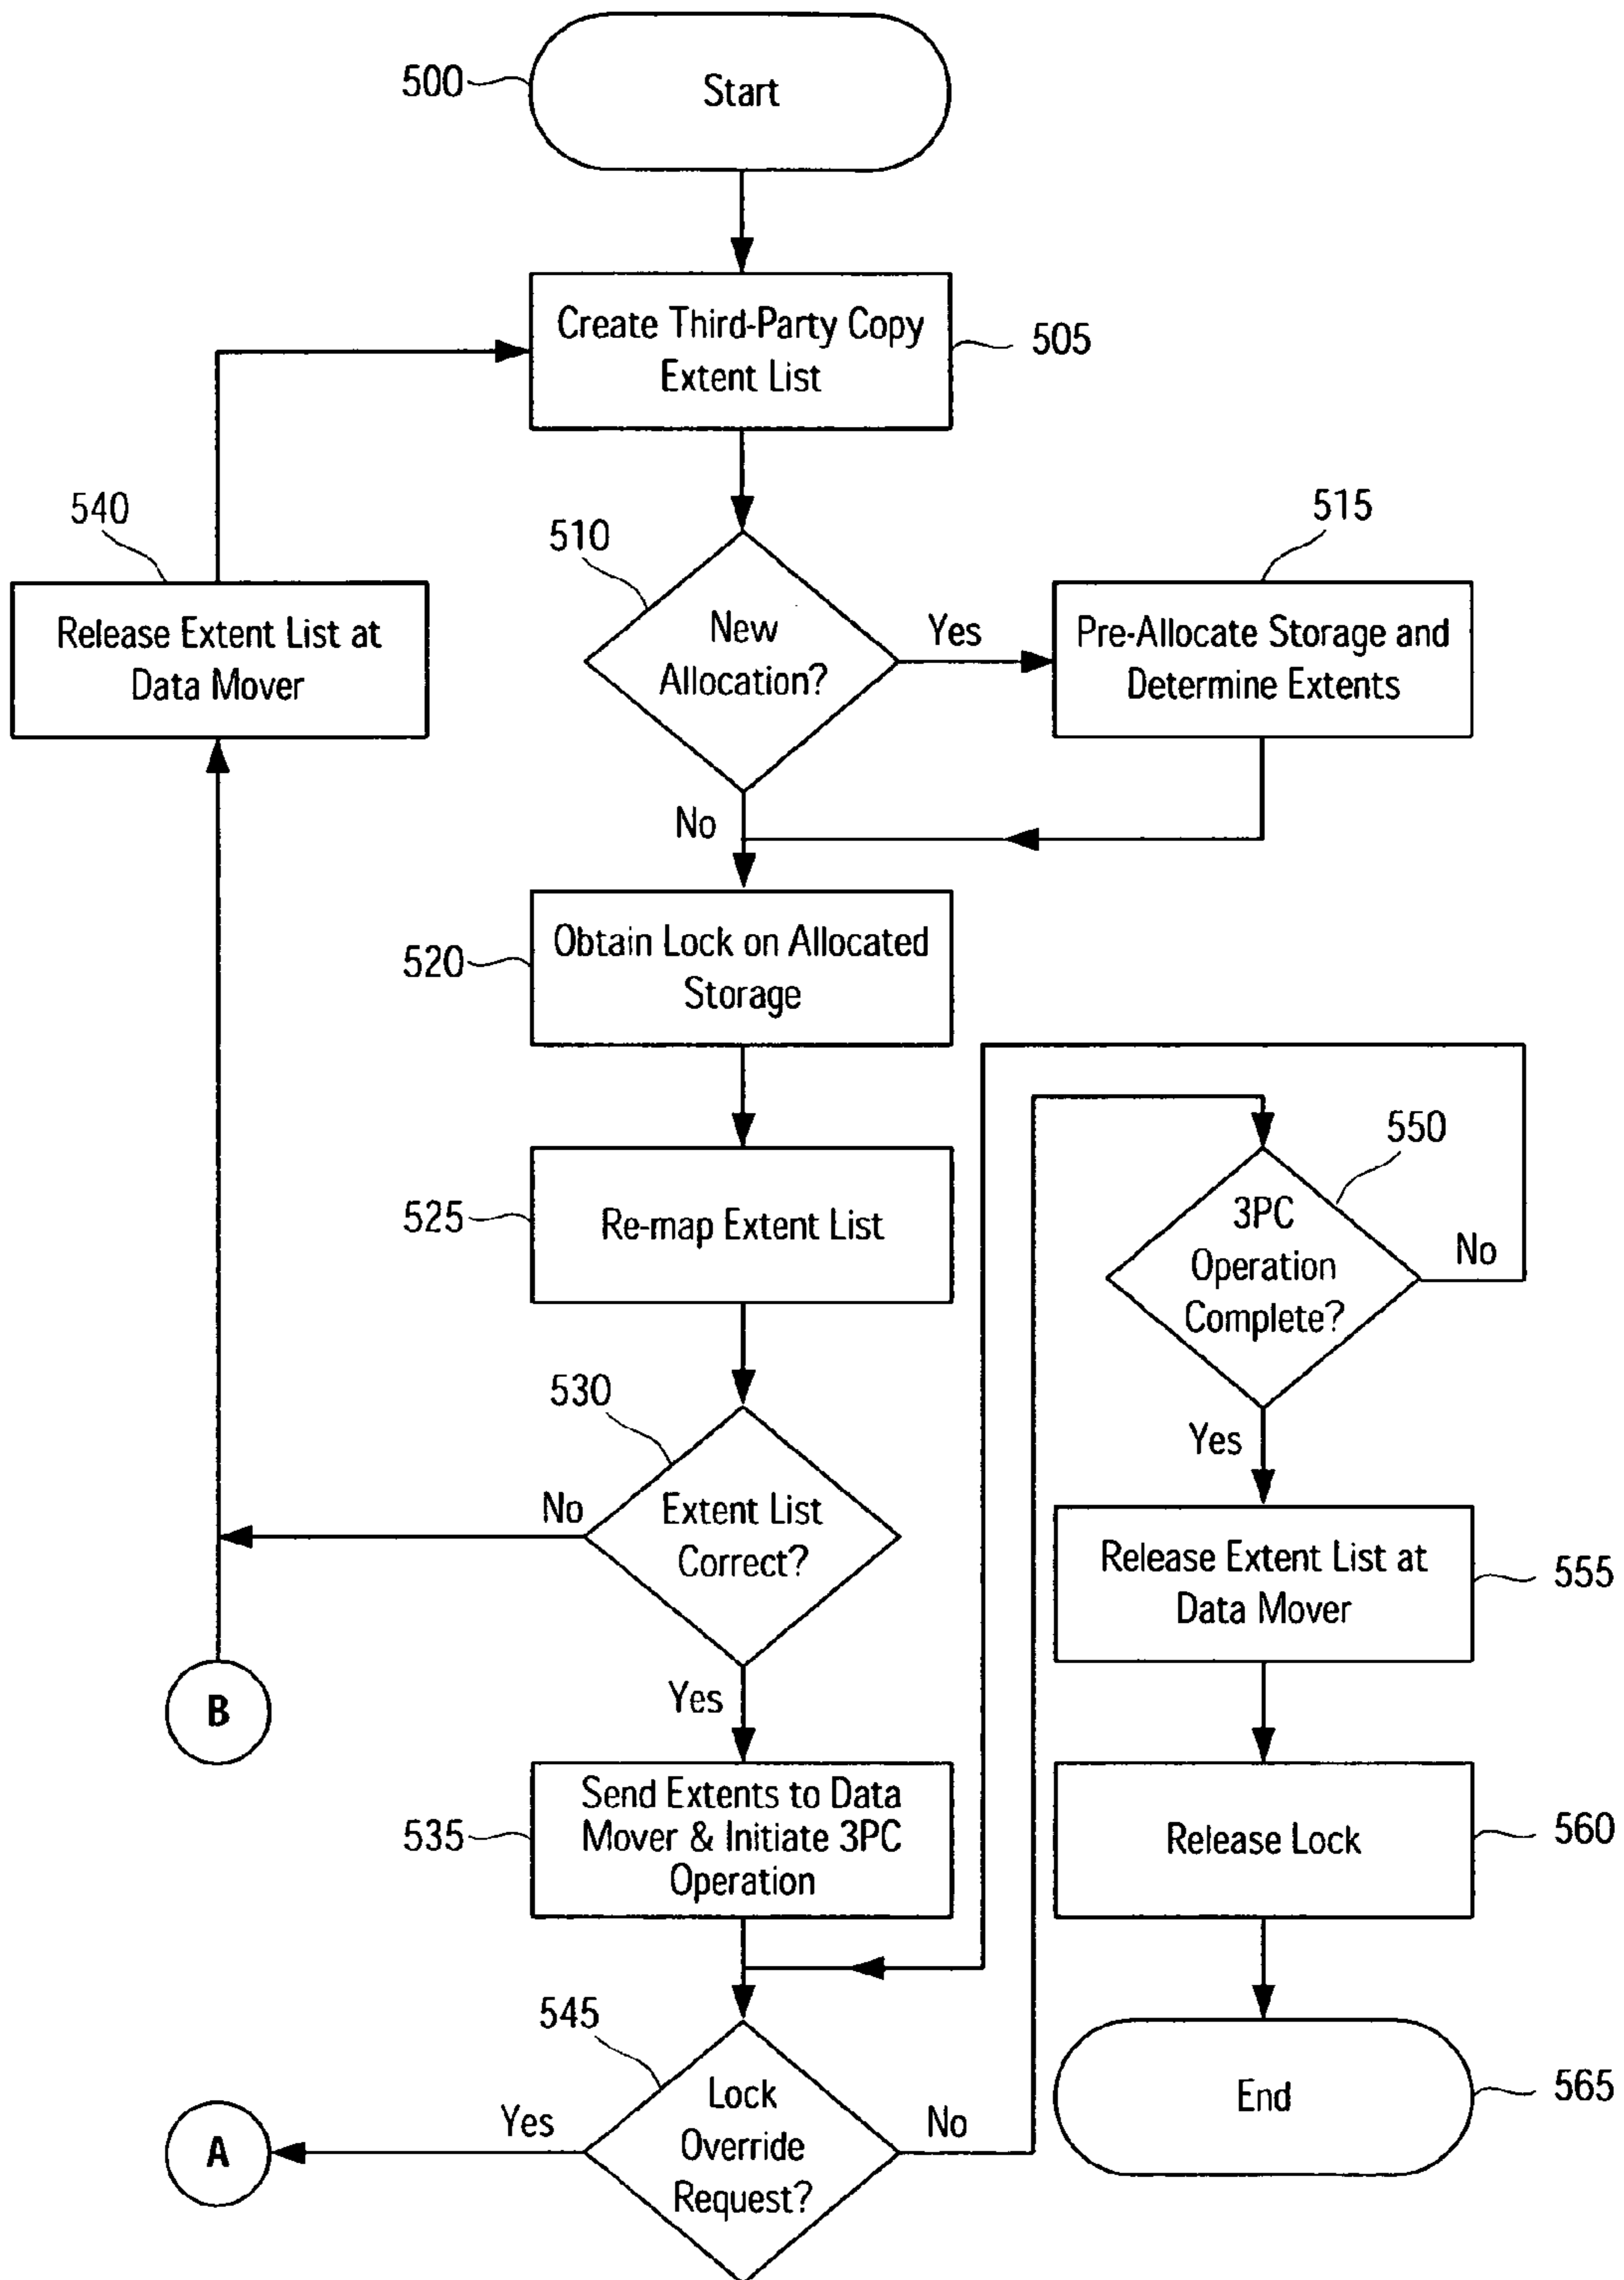 500
Start
Create Third-Party Copy
Extent List
505
540
Release Extent List at
Data Mover
510
New
Allocation?
Yes
515
Pre-Allocate Storage and
Determine Extents
No
520
Obtain Lock on Allocated
Storage
525
Re-map Extent List
550
3PC
Operation
Complete?
No
Yes
530
Extent List
Correct?
No
Yes
B
555
Release Extent List at
Data Mover
535
Send Extents to Data
Mover & Initiate 3PC
Operation
560
Release Lock
545
Lock
Override
Request?
Yes
No
A
565
End